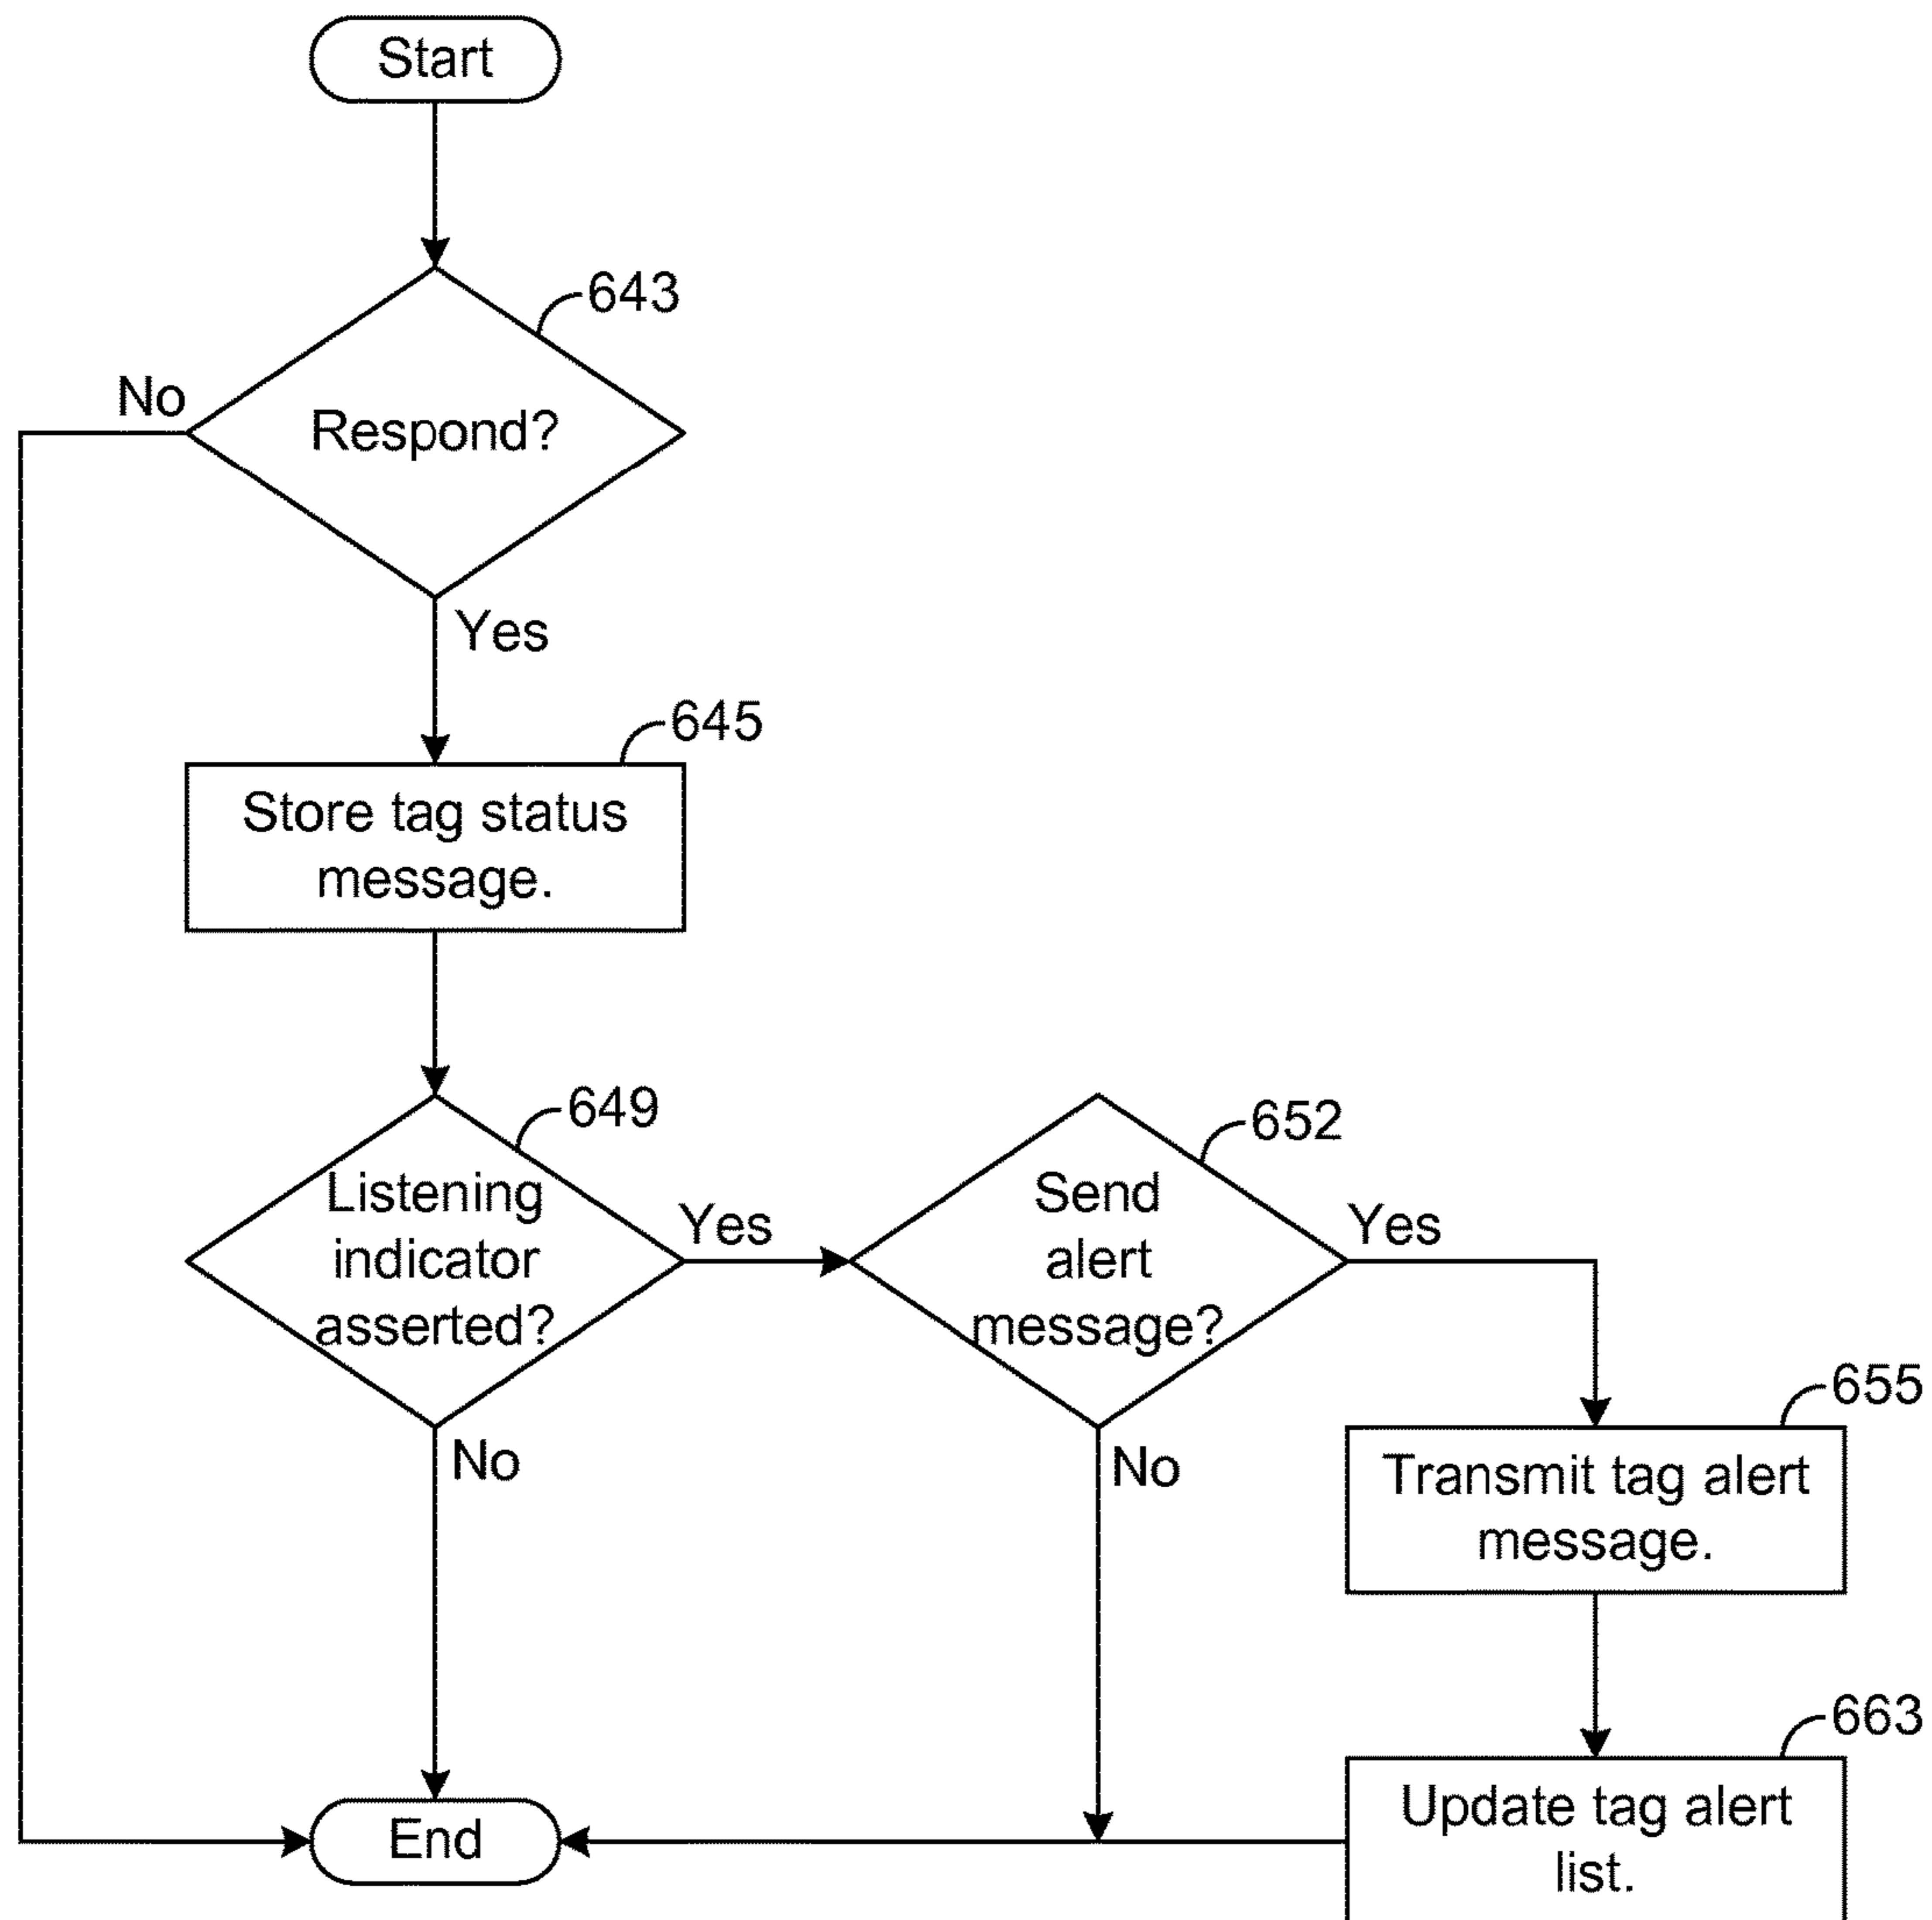 Start
643
No
Respond?
Yes
645
Store tag status
message.
649
Listening
indicator
asserted?
Yes
No
652
Send
alert
message?
Yes
No
655
Transmit tag alert
message.
663
Update tag alert
list.
End